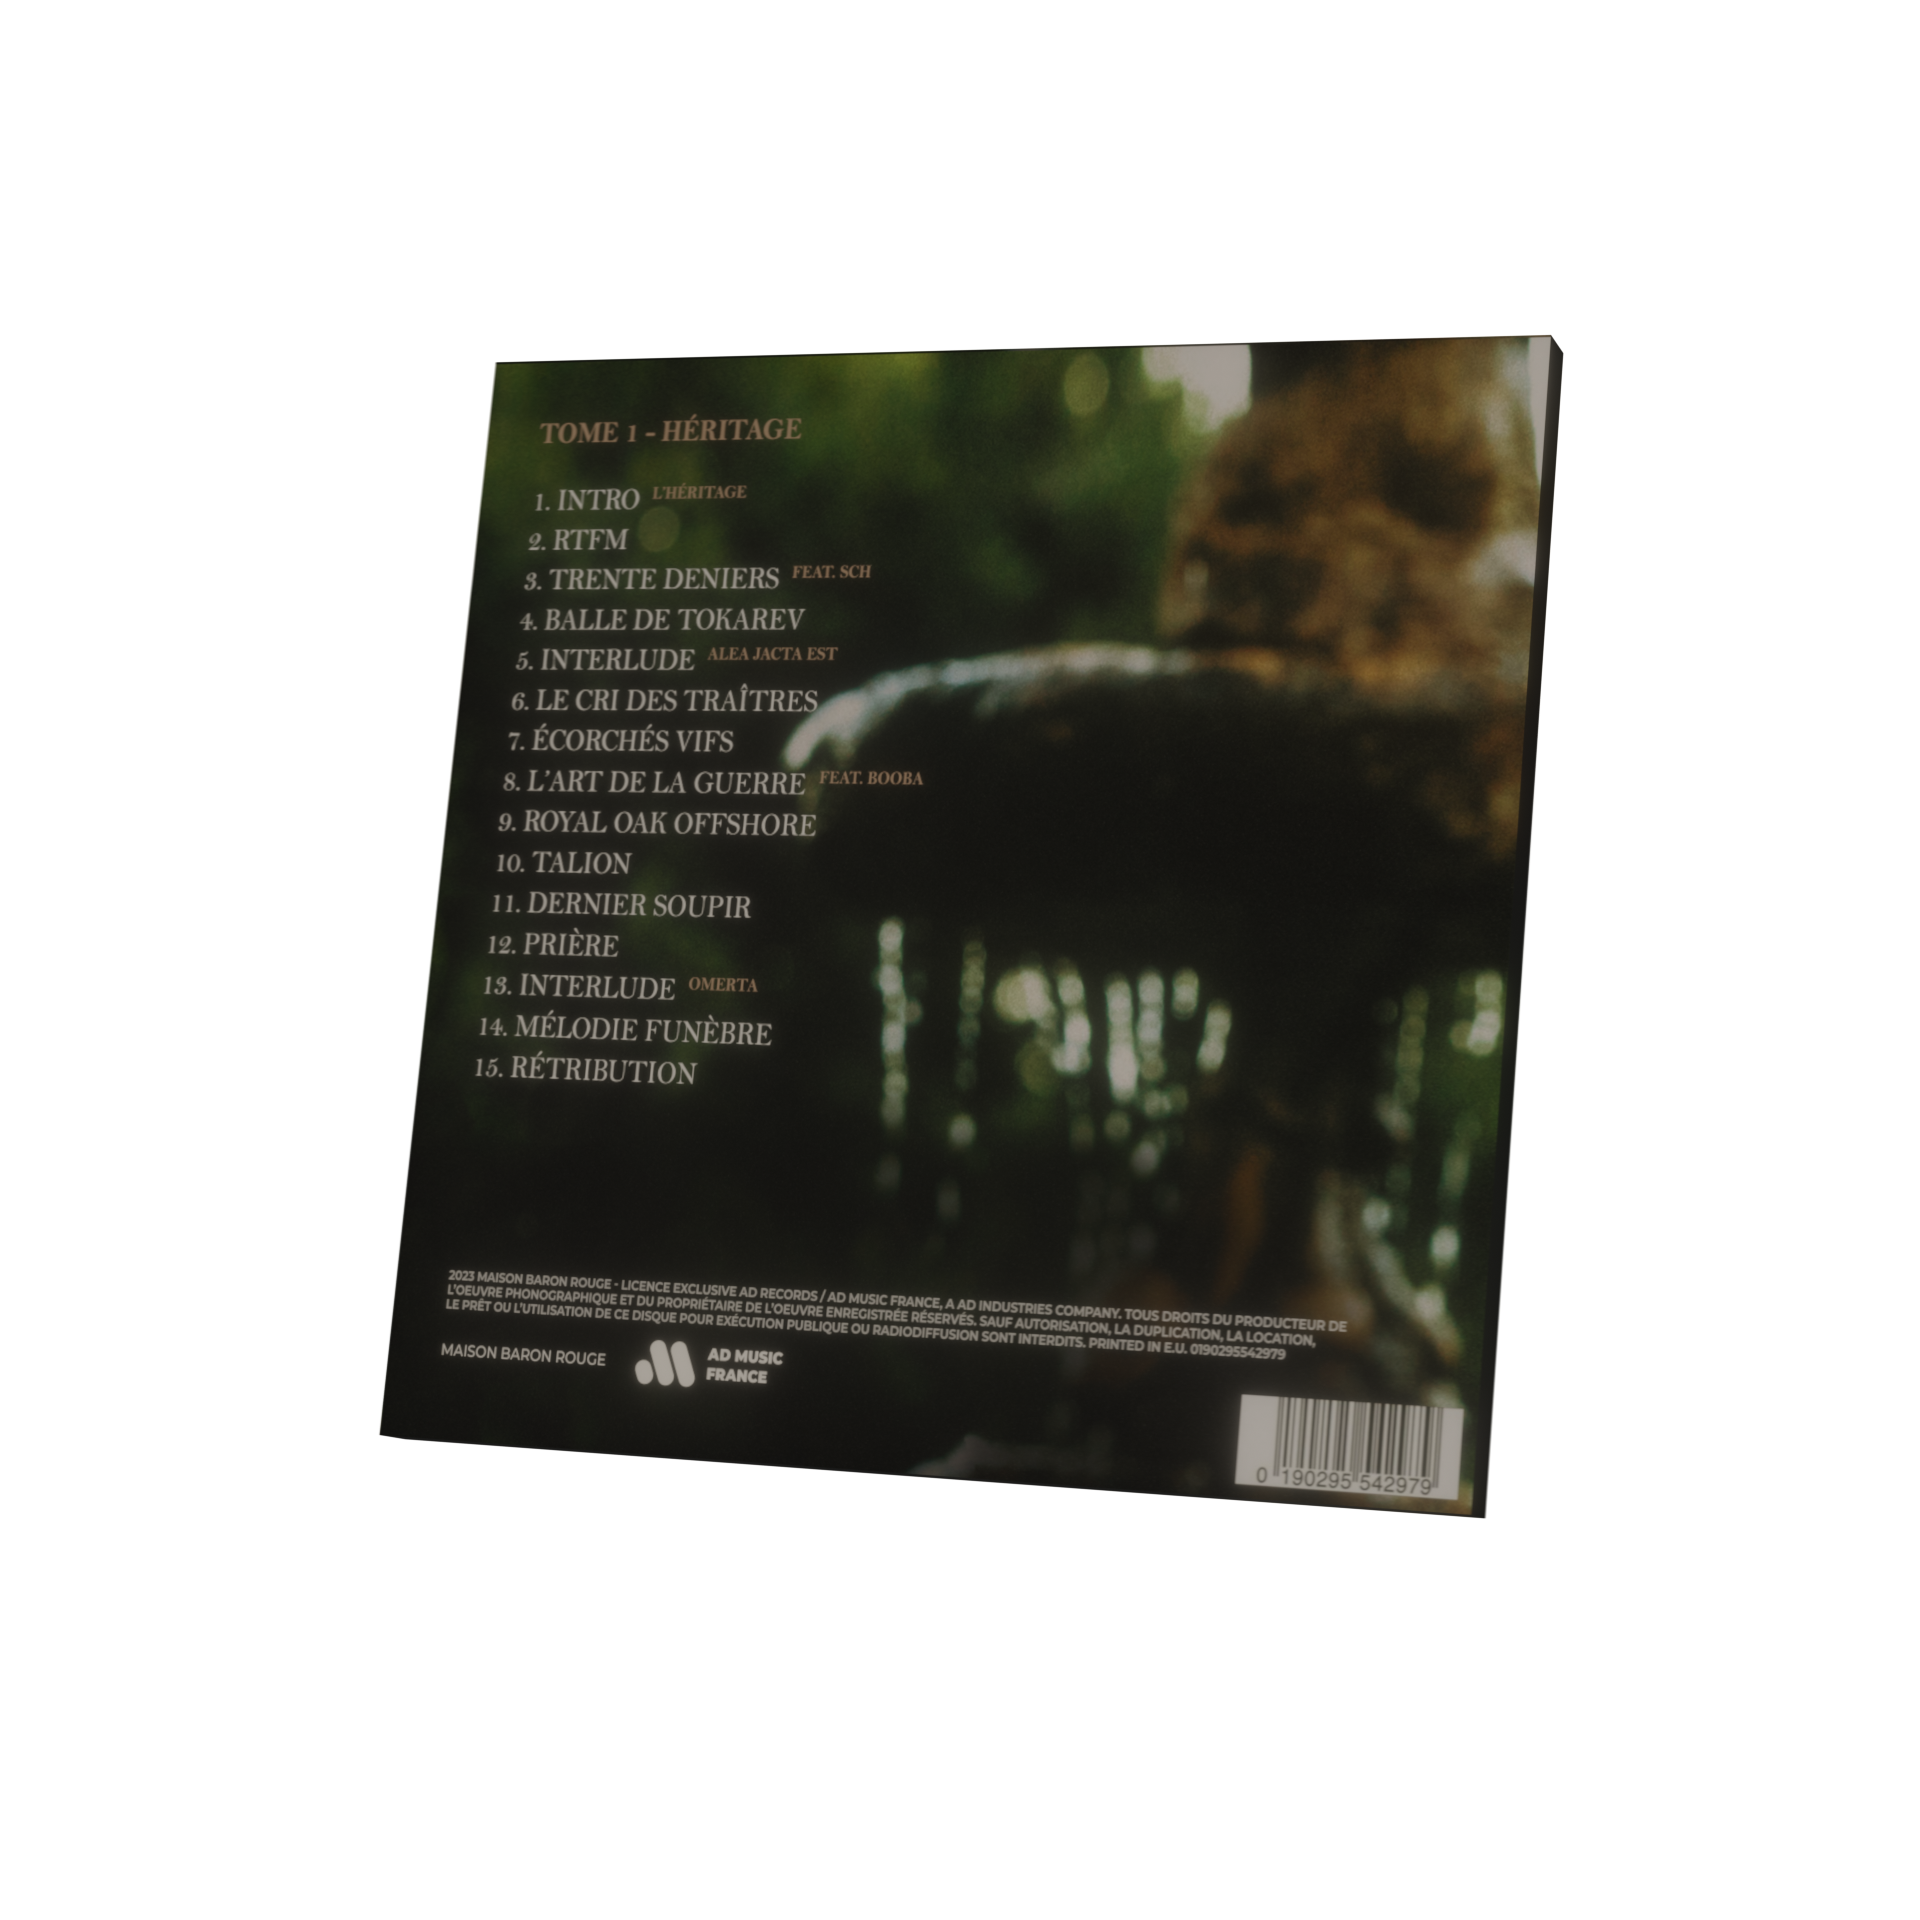 TOME 1 - HÉRITAGE
1. INTRO L'HÉRITAGE
2. RTFM
3. TRENTE DENIERS FEAT. SCH
4. BALLE DE TOKAREV
5. INTERLUDE ALEA JACTA EST
6. LE CRI DES TRAÎTRES
7. ÉCORCHÉS VIFS
8. L'ART DE LA GUERRE FEAT. BOOBA
9. ROYAL OAK OFFSHORE
10. TALION
11. DERNIER SOUPIR
12. PRIÈRE
13. INTERLUDE OMERTA
14. MÉLODIE FUNÈBRE
15. RÉTRIBUTION
2023 MAISON BARON ROUGE - LICENCE EXCLUSIVE AD RECORDS / AD MUSIC FRANCE, A AD INDUSTRIES COMPANY. TOUS DROITS DU PRODUCTEUR DE
L'OEUVRE PHONOGRAPHIQUE ET DU PROPRIÉTAIRE DE L'OEUVRE ENREGISTRÉE RÉSERVÉS. SAUF AUTORISATION, LA DUPLICATION, LA LOCATION,
LE PRÊT OU L'UTILISATION DE CE DISQUE POUR EXÉCUTION PUBLIQUE OU RADIODIFFUSION SONT INTERDITS. PRINTED IN E.U. 0190295542979
MAISON BARON ROUGE
AD MUSIC
FRANCE
0 190295 542979